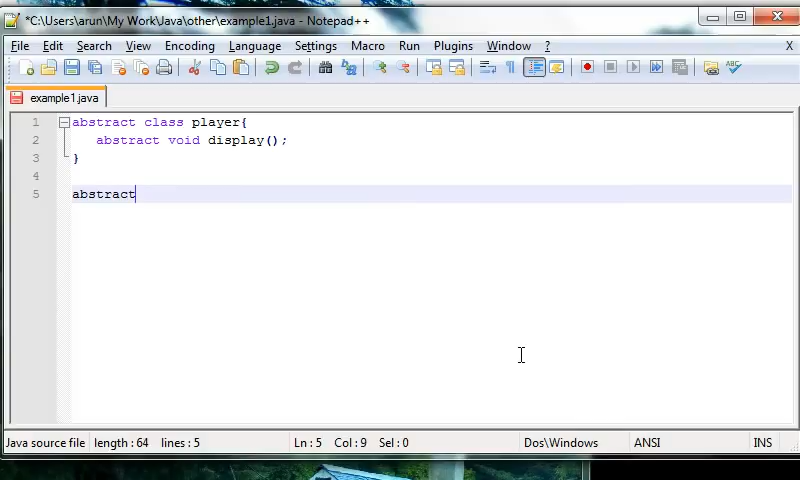 *C:\Users\arun\My Work\Java\other\example1.java - Notepad++
File Edit Search View Encoding Language Settings Macro Run Plugins Window ? X
example1.java
1 abstract class player{
2 abstract void display();
3 }
4
5 abstract
Java source file length : 64 lines : 5 Ln : 5 Col : 9 Sel : 0 Dos\Windows ANSI INS